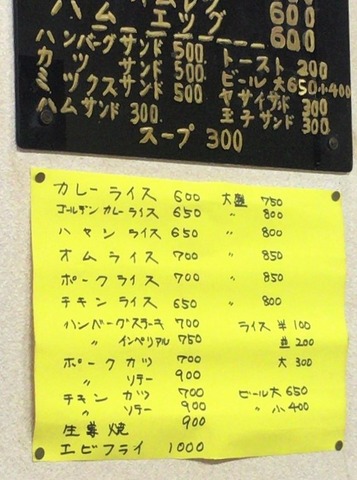 オムレツ 600
ハムエッグ 600
ハンバーグサンド 500 トースト 200
カツサンド 500 ビール大650小400
ミックスサンド 500 ヤサイサンド 300
ハムサンド 300 玉子サンド 300
スープ 300
カレーライス 600 大盛 750
ゴールデンカレーライス 650 〃 800
ハヤシライス 650 〃 800
オムライス 700 〃 850
ポークライス 700 〃 850
チキンライス 650 〃 800
ハンバーグステーキ 700 ライス 半 100
〃 インペリアル 750 並 200
ポークカツ 700 大 300
〃 ソテー 900
チキンカツ 700 ビール大 650
〃 ソテー 900 〃 小 400
生姜焼 900
エビフライ 1000